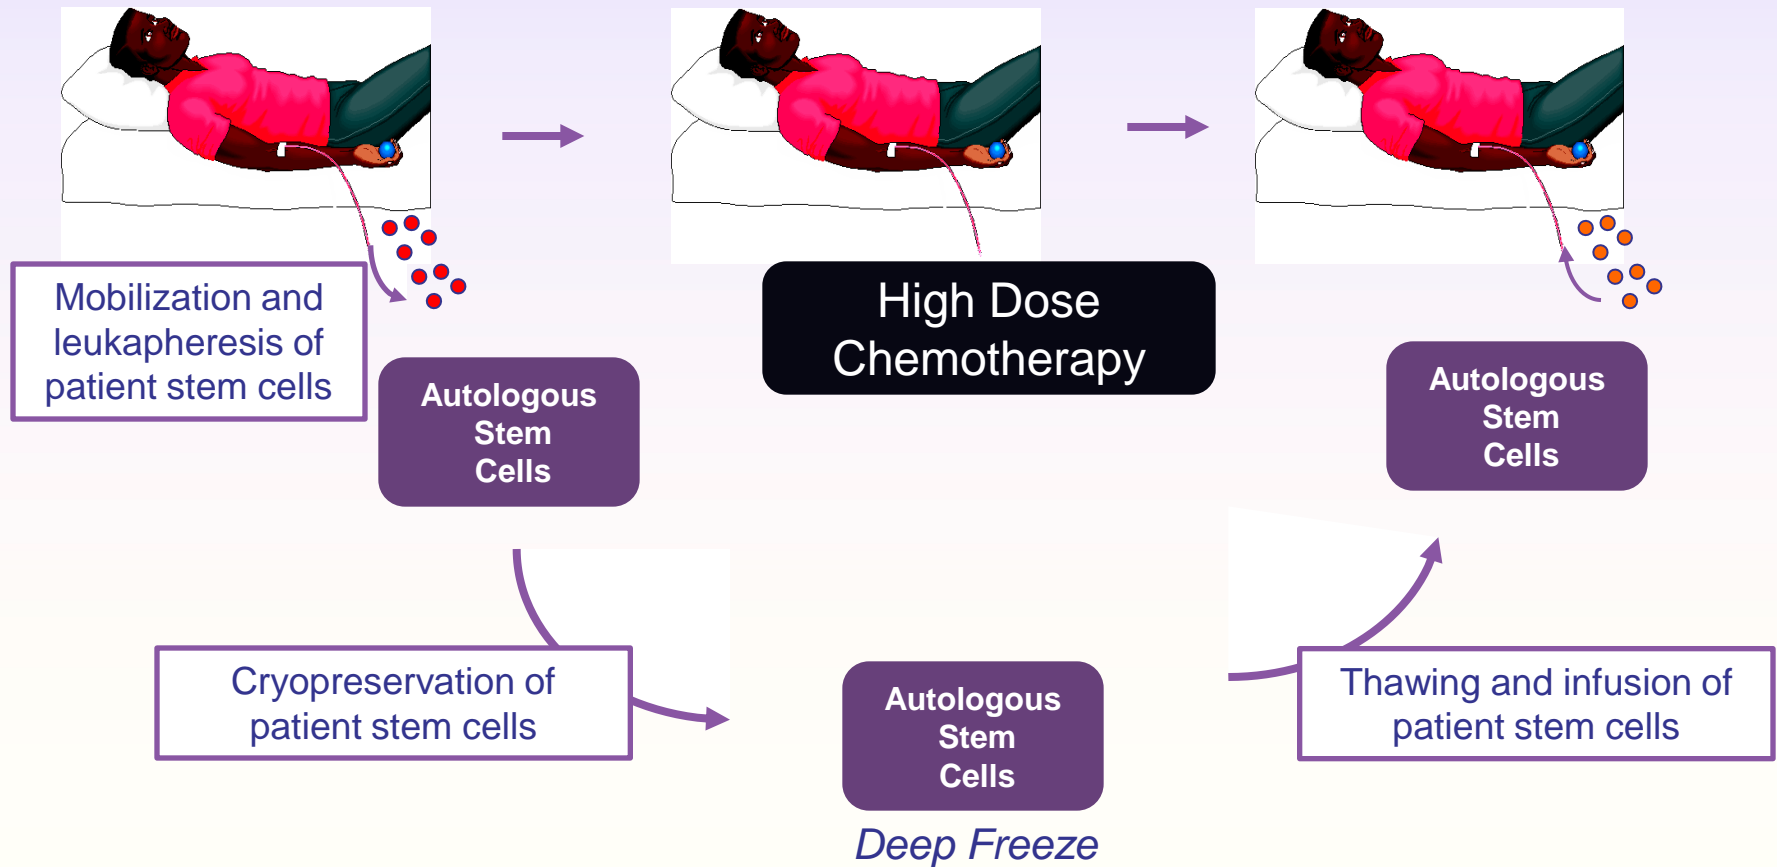 Mobilization and
leukapheresis of
patient stem cells
Autologous
Stem
Cells
High Dose
Chemotherapy
Autologous
Stem
Cells
Cryopreservation of
patient stem cells
Autologous
Stem
Cells
Deep Freeze
Thawing and infusion of
patient stem cells